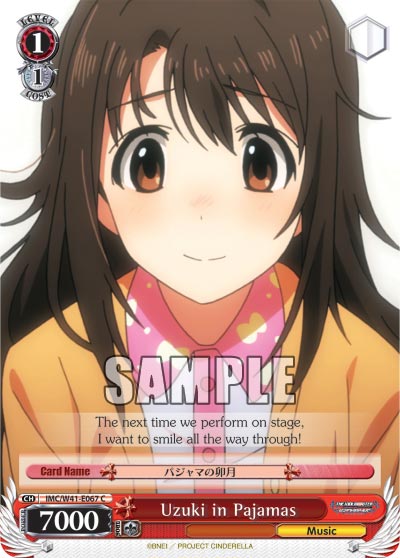 LEVEL
1
1
COST
SAMPLE
The next time we perform on stage,
I want to smile all the way through!
Card Name
パジャマの卯月
CH IMC/W41-E067 C
7000
Uzuki in Pajamas
Music
©BNEI / PROJECT CINDERELLA